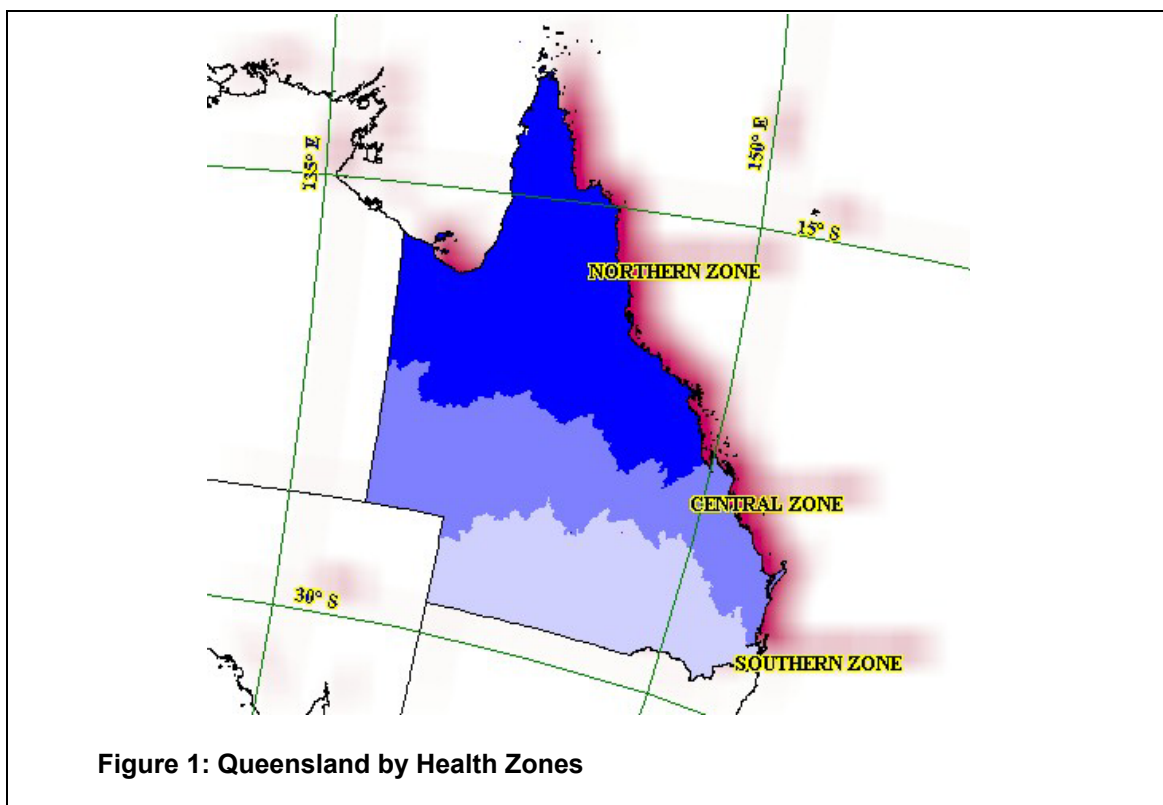 135° E
150° E
15° S
NORTHERN ZONE
CENTRAL ZONE
30° S
SOUTHERN ZONE
Figure 1: Queensland by Health Zones